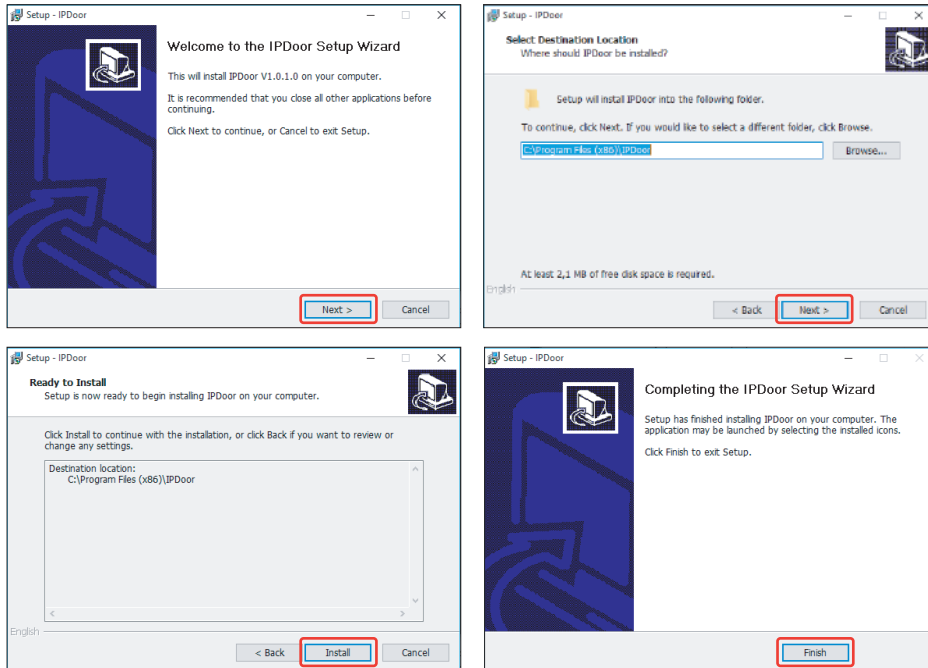 Setup - IPDoor
Welcome to the IPDoor Setup Wizard
This will install IPDoor V1.0.1.0 on your computer.
It is recommended that you close all other applications before
continuing.
Click Next to continue, or Cancel to exit Setup.
Next >
Cancel
Setup - IPDoor
Select Destination Location
Where should IPDoor be installed?
Setup will install IPDoor into the following folder.
To continue, click Next. If you would like to select a different folder, click Browse.
C:\Program Files (x86)\IPDoor
Browse...
At least 2,1 MB of free disk space is required.
English
< Back
Next >
Cancel
Setup - IPDoor
Ready to Install
Setup is now ready to begin installing IPDoor on your computer.
Click Install to continue with the installation, or click Back if you want to review or
change any settings.
Destination location:
C:\Program Files (x86)\IPDoor
English
< Back
Install
Cancel
Setup - IPDoor
Completing the IPDoor Setup Wizard
Setup has finished installing IPDoor on your computer. The
application may be launched by selecting the installed icons.
Click Finish to exit Setup.
Finish